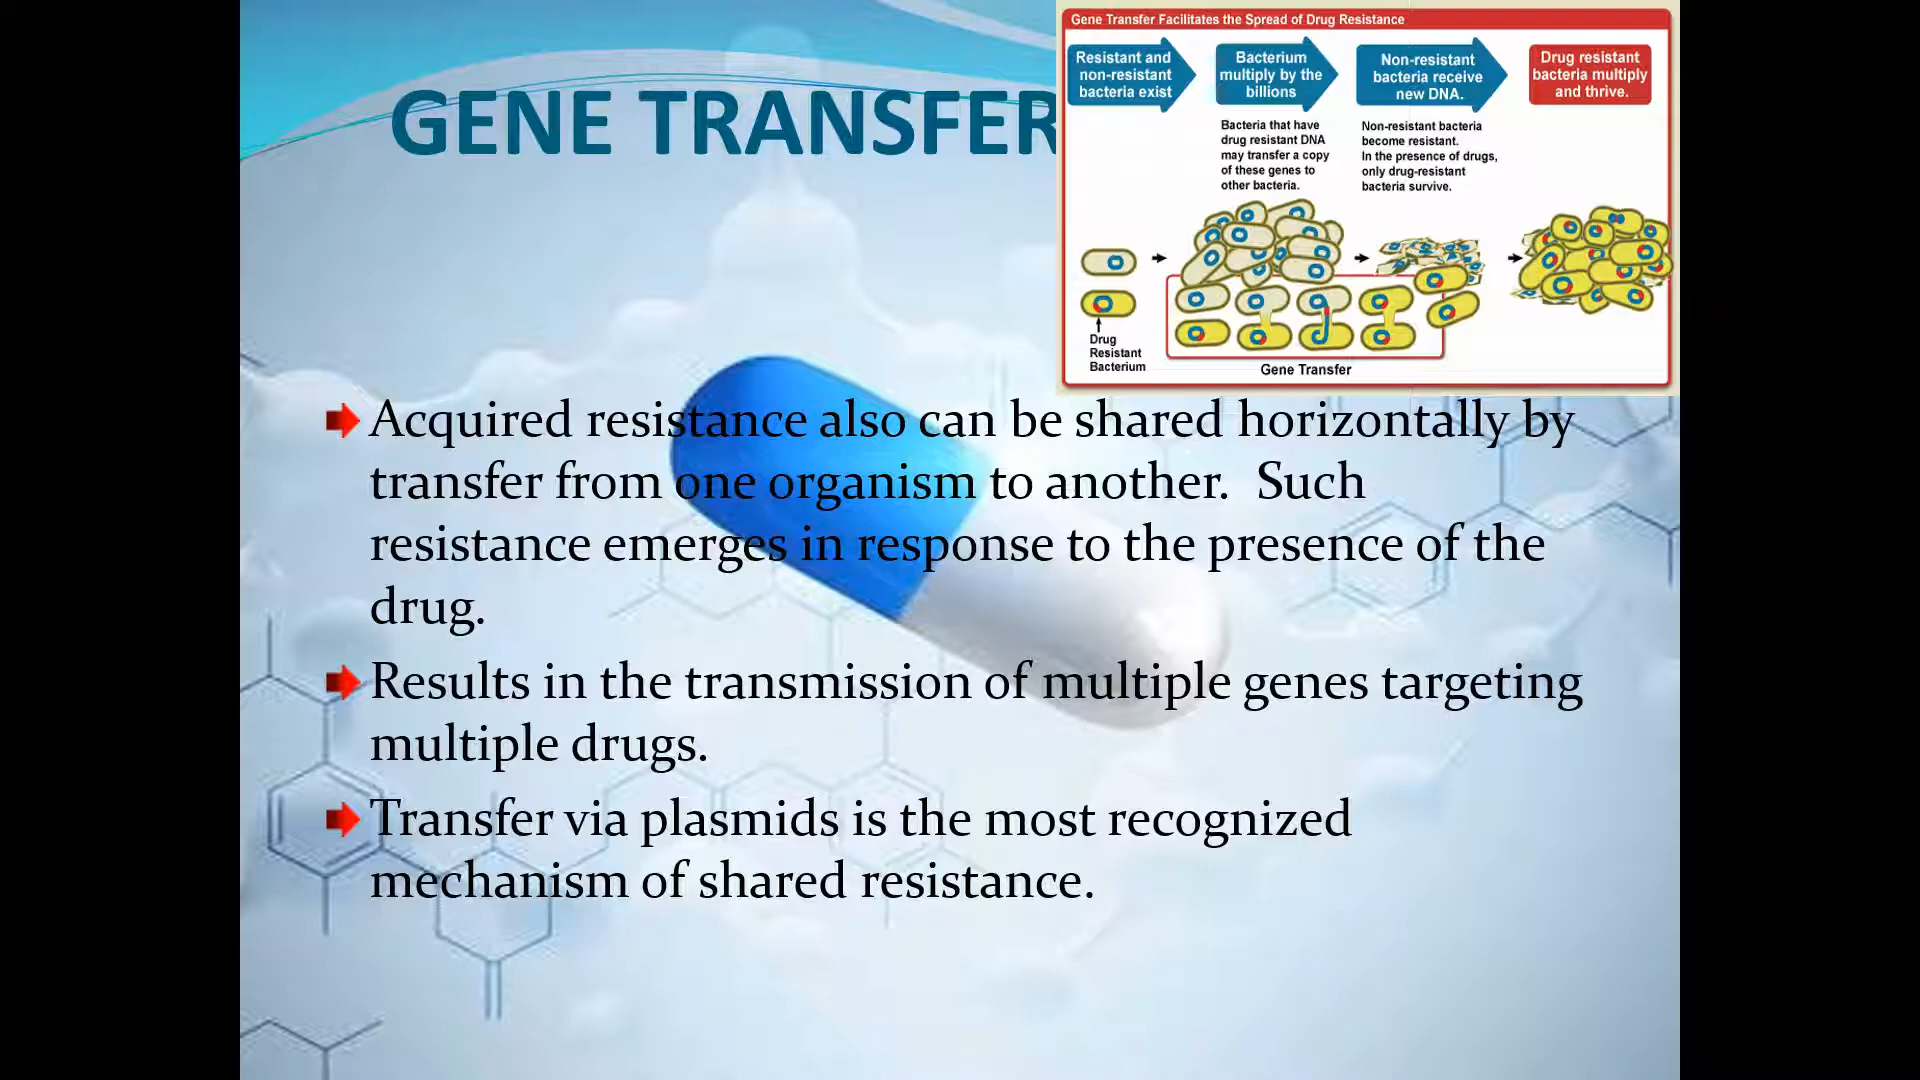 GENE TRANSFER
Gene Transfer Facilitates the Spread of Drug Resistance
Resistant and
non-resistant
bacteria exist
Bacterium
multiply by the
billions
Non-resistant
bacteria receive
new DNA.
Drug resistant
bacteria multiply
and thrive.
Bacteria that have
drug resistant DNA
may transfer a copy
of these genes to
other bacteria.
Non-resistant bacteria
become resistant.
In the presence of drugs,
only drug-resistant
bacteria survive.
Drug
Resistant
Bacterium
Gene Transfer
Acquired resistance also can be shared horizontally by
transfer from one organism to another. Such
resistance emerges in response to the presence of the
drug.
Results in the transmission of multiple genes targeting
multiple drugs.
Transfer via plasmids is the most recognized
mechanism of shared resistance.